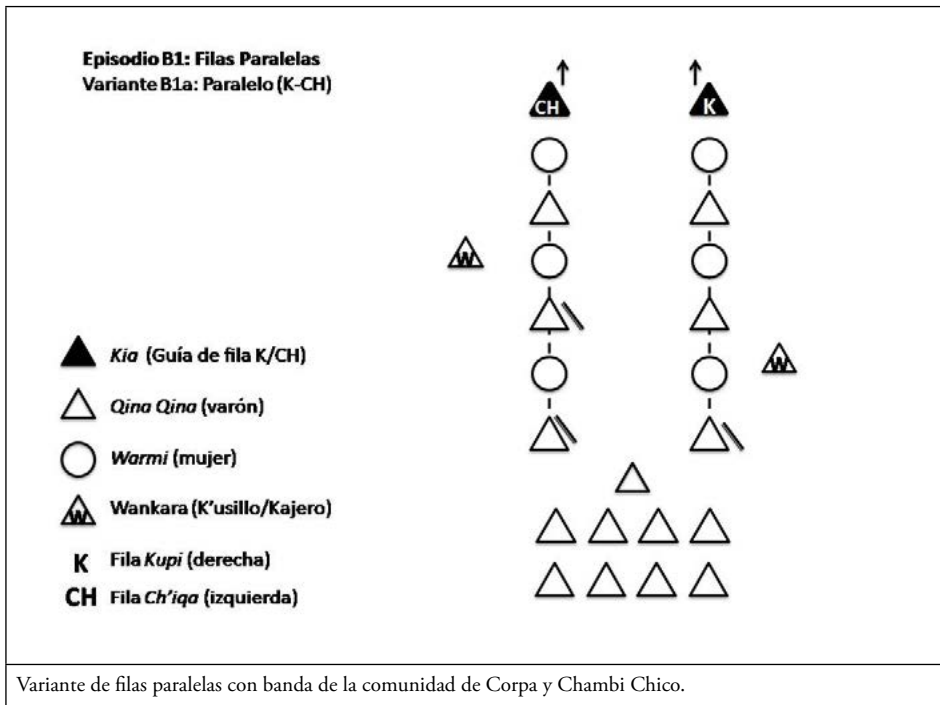 Episodio B1: Filas Paralelas
Variante B1a: Paralelo (K-CH)
CH K
W
W
Kia (Guía de fila K/CH)
Qina Qina (varón)
Warmi (mujer)
W Wankara (K'usillo/Kajero)
K Fila Kupi (derecha)
CH Fila Ch'iqa (izquierda)
Variante de filas paralelas con banda de la comunidad de Corpa y Chambi Chico.